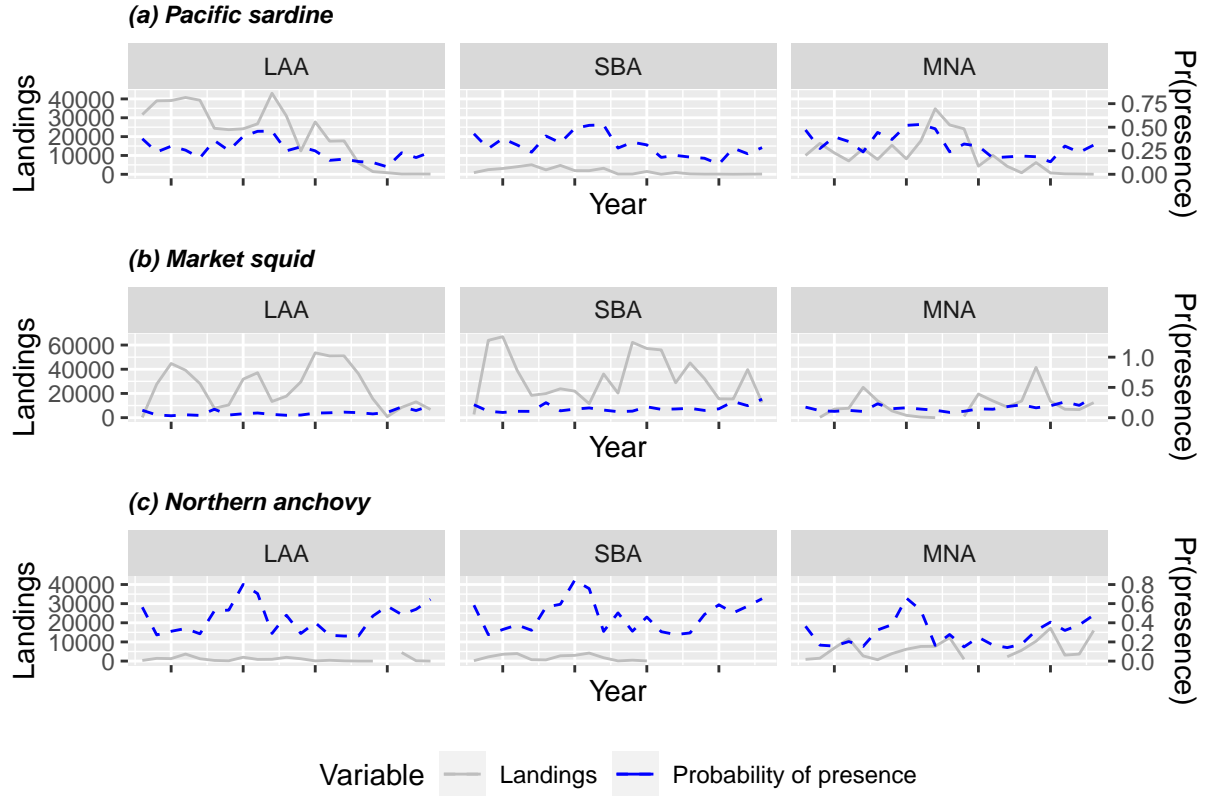 (a) Pacific sardine
LAA SBA MNA
Landings
40000
30000
20000
10000
0
0.75
0.50
0.25
0.00
Pr(presence)
Year
(b) Market squid
LAA SBA MNA
Landings
60000
40000
20000
0
1.0
0.5
0.0
Pr(presence)
Year
(c) Northern anchovy
LAA SBA MNA
Landings
40000
30000
20000
10000
0
0.8
0.6
0.4
0.2
0.0
Pr(presence)
Year
Variable Landings Probability of presence